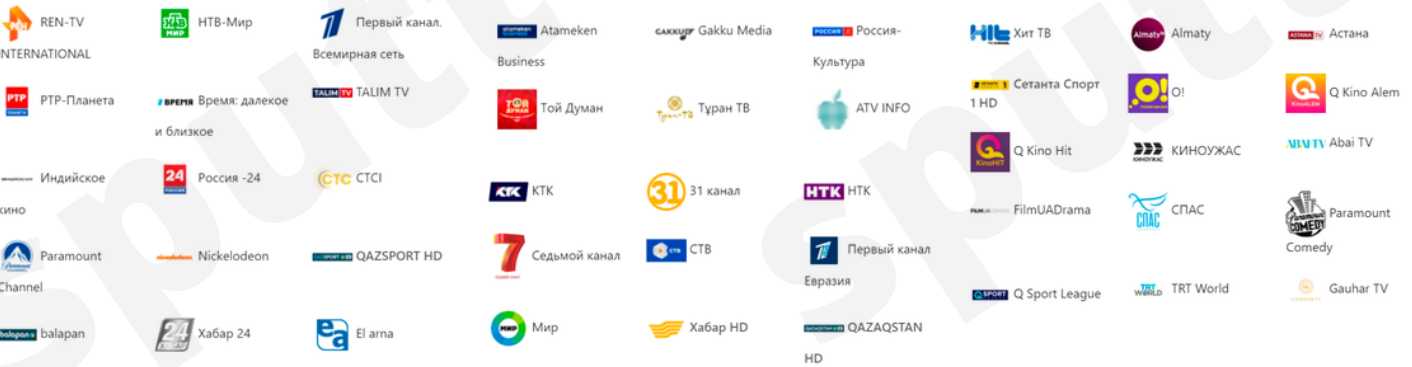 REN-TV
INTERNATIONAL
НТВ-Мир
Первый канал.
Всемирная сеть
РТР-Планета
Время: далекое
и близкое
TALIM TV
Индийское
кино
Россия -24
СТСI
Paramount
Channel
Nickelodeon
QAZSPORT HD
balapan
Хабар 24
El arna
Atameken
Business
Gakku Media
Россия-
Культура
Той Думан
Тұран ТВ
ATV INFO
КТК
31 канал
НТК
Седьмой канал
СТВ
Первый канал
Евразия
Мир
Хабар HD
QAZAQSTAN
HD
Хит ТВ
Almaty
Астана
Сетанта Спорт
1 HD
О!
Q Kino Alem
Q Kino Hit
КИНОУЖАС
Abai TV
FilmUADrama
СПАС
Paramount
Comedy
Q Sport League
TRT World
Gauhar TV